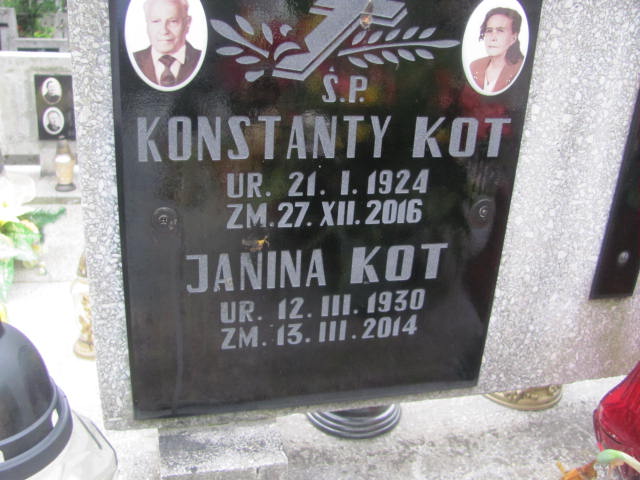 Ś.P.
KONSTANTY KOT
UR. 21. I. 1924
ZM. 27. XII. 2016
JANINA KOT
UR. 12. III. 1930
ZM. 13. III. 2014